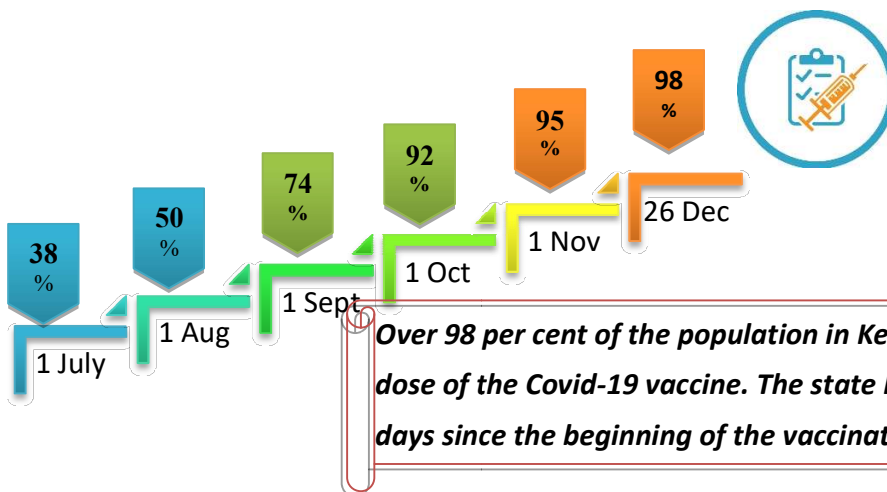 38
%
1 July
50
%
1 Aug
74
%
1 Sept
92
%
1 Oct
95
%
1 Nov
98
%
26 Dec
Over 98 per cent of the population in Ke
dose of the Covid-19 vaccine. The state
days since the beginning of the vaccinat